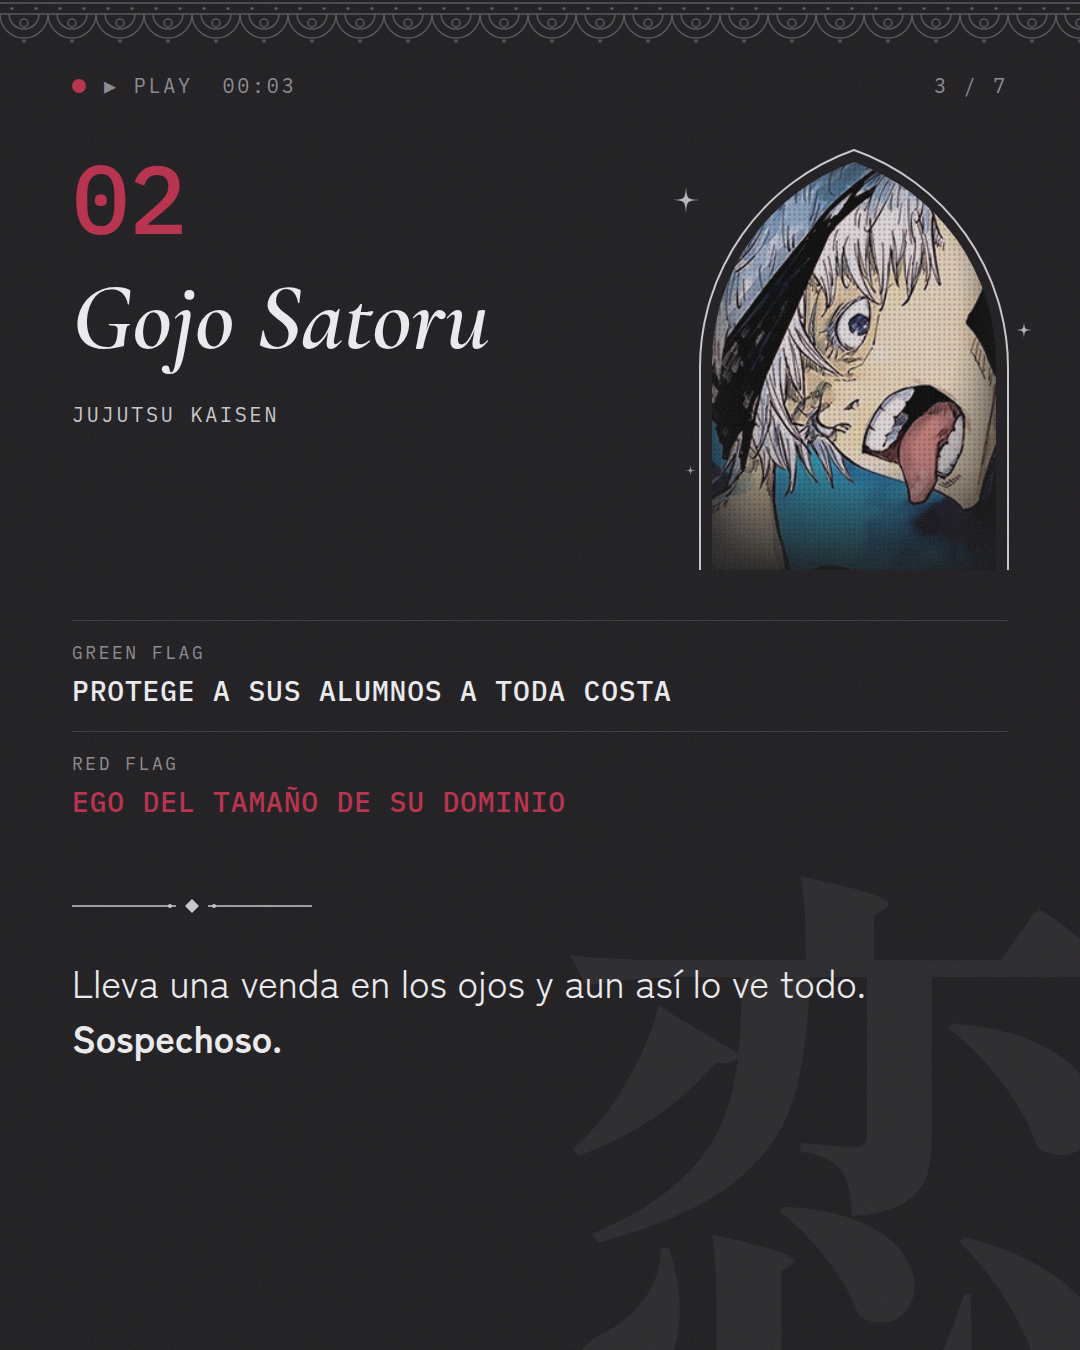 ▶ PLAY 00:03
3 / 7
02
Gojo Satoru
JUJUTSU KAISEN
GREEN FLAG
PROTEGE A SUS ALUMNOS A TODA COSTA
RED FLAG
EGO DEL TAMAÑO DE SU DOMINIO
Lleva una venda en los ojos y aun así lo ve todo.
Sospechoso.
恋